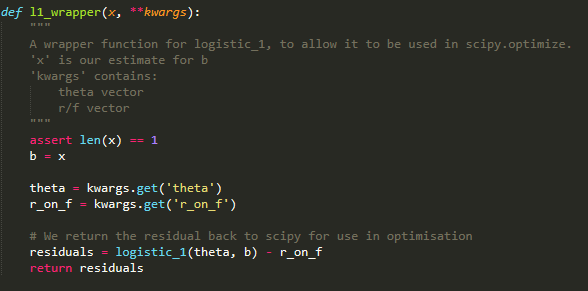 def l1_wrapper(x, **kwargs):
"""
A wrapper function for logistic_1, to allow it to be used in scipy.optimize.
'x' is our estimate for b
'kwargs' contains:
theta vector
r/f vector
"""
assert len(x) == 1
b = x
theta = kwargs.get('theta')
r_on_f = kwargs.get('r_on_f')
# We return the residual back to scipy for use in optimisation
residuals = logistic_1(theta, b) - r_on_f
return residuals